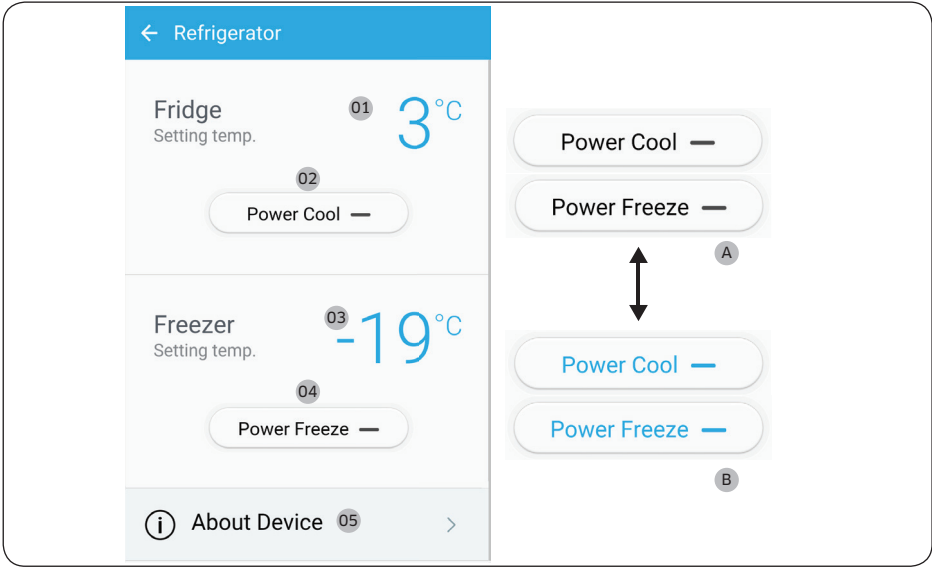 Refrigerator
Fridge
Setting temp.
01
3°C
02
Power Cool
Freezer
Setting temp.
03
-19°C
04
Power Freeze
About Device
05
Power Cool
Power Freeze
A
Power Cool
Power Freeze
B